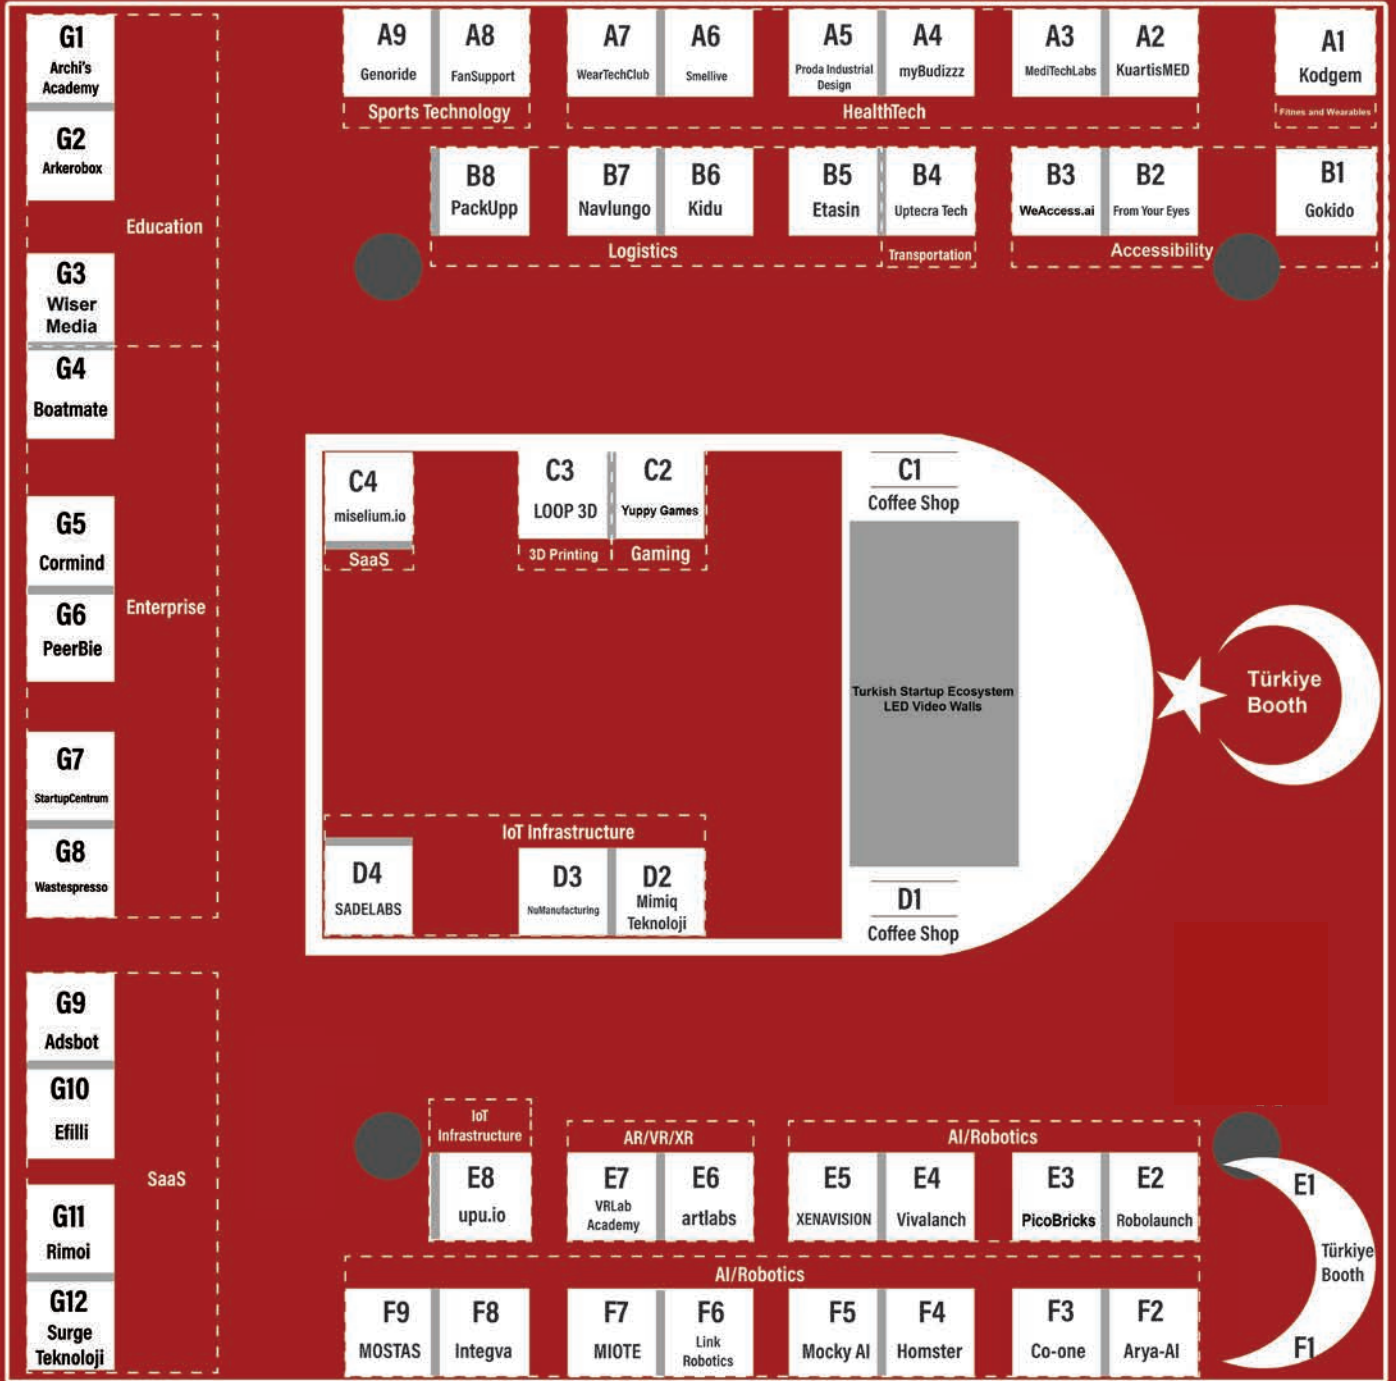 G1
Archi's
Academy
G2
Arkerobox
Education
G3
Wiser
Media
G4
Boatmate
G5
Cormind
Enterprise
G6
PeerBie
G7
StartupCentrum
G8
Wastespresso
G9
Adsbot
G10
Efilli
SaaS
G11
Rimoi
G12
Surge
Teknoloji
A9
Genoride
A8
FanSupport
Sports Technology
A7
WearTechClub
A6
Smellive
A5
Proda Industrial
Design
A4
myBudizzz
A3
MediTechLabs
A2
KuartisMED
HealthTech
A1
Kodgem
Fitnes and Wearables
B8
PackUpp
B7
Navlungo
B6
Kidu
B5
Etasin
Logistics
B4
Uptecra Tech
Transportation
B3
WeAccess.ai
B2
From Your Eyes
B1
Gokido
Accessibility
C4
miselium.io
SaaS
C3
LOOP 3D
3D Printing
C2
Yuppy Games
Gaming
C1
Coffee Shop
Turkish Startup Ecosystem
LED Video Walls
Türkiye
Booth
IoT Infrastructure
D4
SADELABS
D3
NuManufacturing
D2
Mimiq
Teknoloji
D1
Coffee Shop
IoT
Infrastructure
E8
upu.io
AR/VR/XR
E7
VRLab
Academy
E6
artlabs
AI/Robotics
E5
XENAVISION
E4
Vivalanch
E3
PicoBricks
E2
Robolaunch
E1
Türkiye
Booth
F1
AI/Robotics
F9
MOSTAS
F8
Integva
F7
MIOTE
F6
Link
Robotics
F5
Mocky AI
F4
Homster
F3
Co-one
F2
Arya-AI